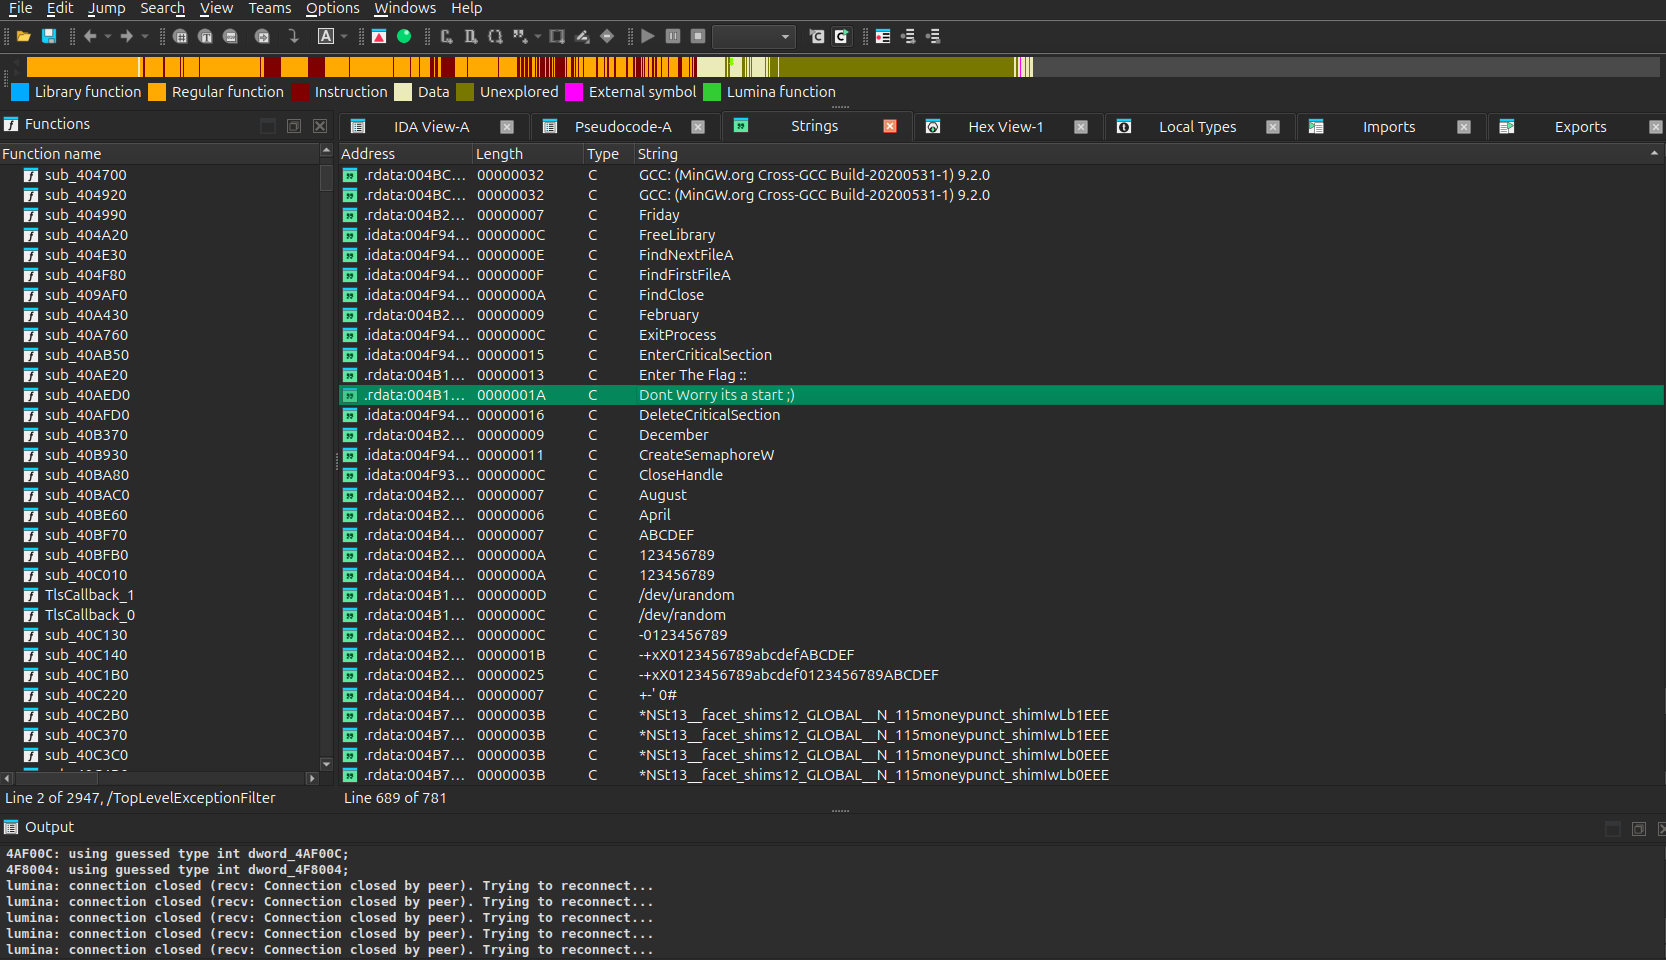 File Edit Jump Search View Teams Options Windows Help
Library function Regular function Instruction Data Unexplored External symbol Lumina function
Functions
IDA View-A Pseudocode-A Strings Hex View-1 Local Types Imports Exports
Function name
Address Length Type String
sub_404700 .rdata:004BC... 00000032 C GCC: (MinGW.org Cross-GCC Build-20200531-1) 9.2.0
sub_404920 .rdata:004BC... 00000032 C GCC: (MinGW.org Cross-GCC Build-20200531-1) 9.2.0
sub_404990 .rdata:004B2... 00000007 C Friday
sub_404A20 .idata:004F94... 0000000C C FreeLibrary
sub_404E30 .idata:004F94... 0000000E C FindNextFileA
sub_404F80 .idata:004F94... 0000000F C FindFirstFileA
sub_409AF0 .idata:004F94... 0000000A C FindClose
sub_40A430 .rdata:004B2... 00000009 C February
sub_40A760 .idata:004F94... 0000000C C ExitProcess
sub_40AB50 .idata:004F94... 00000015 C EnterCriticalSection
sub_40AE20 .rdata:004B1... 00000013 C Enter The Flag ::
sub_40AED0 .rdata:004B1... 0000001A C Dont Worry its a start ;)
sub_40AFD0 .idata:004F94... 00000016 C DeleteCriticalSection
sub_40B370 .rdata:004B2... 00000009 C December
sub_40B930 .idata:004F94... 00000011 C CreateSemaphoreW
sub_40BA80 .idata:004F93... 0000000C C CloseHandle
sub_40BAC0 .rdata:004B2... 00000007 C August
sub_40BE60 .rdata:004B2... 00000006 C April
sub_40BF70 .rdata:004B4... 00000007 C ABCDEF
sub_40BFB0 .rdata:004B2... 0000000A C 123456789
sub_40C010 .rdata:004B4... 0000000A C 123456789
TlsCallback_1 .rdata:004B1... 0000000D C /dev/urandom
TlsCallback_0 .rdata:004B1... 0000000C C /dev/random
sub_40C130 .rdata:004B2... 0000000C C -0123456789
sub_40C140 .rdata:004B2... 0000001B C -+xX0123456789abcdefABCDEF
sub_40C1B0 .rdata:004B2... 00000025 C -+xX0123456789abcdef0123456789ABCDEF
sub_40C220 .rdata:004B4... 00000007 C +-' 0#
sub_40C2B0 .rdata:004B7... 0000003B C *NSt13__facet_shims12_GLOBAL__N_115moneypunct_shimIwLb1EEE
sub_40C370 .rdata:004B7... 0000003B C *NSt13__facet_shims12_GLOBAL__N_115moneypunct_shimIwLb1EEE
sub_40C3C0 .rdata:004B7... 0000003B C *NSt13__facet_shims12_GLOBAL__N_115moneypunct_shimIwLb0EEE
.rdata:004B7... 0000003B C *NSt13__facet_shims12_GLOBAL__N_115moneypunct_shimIwLb0EEE
Line 2 of 2947, /TopLevelExceptionFilter
Line 689 of 781
Output
4AF00C: using guessed type int dword_4AF00C;
4F8004: using guessed type int dword_4F8004;
lumina: connection closed (recv: Connection closed by peer). Trying to reconnect...
lumina: connection closed (recv: Connection closed by peer). Trying to reconnect...
lumina: connection closed (recv: Connection closed by peer). Trying to reconnect...
lumina: connection closed (recv: Connection closed by peer). Trying to reconnect...
lumina: connection closed (recv: Connection closed by peer). Trying to reconnect...